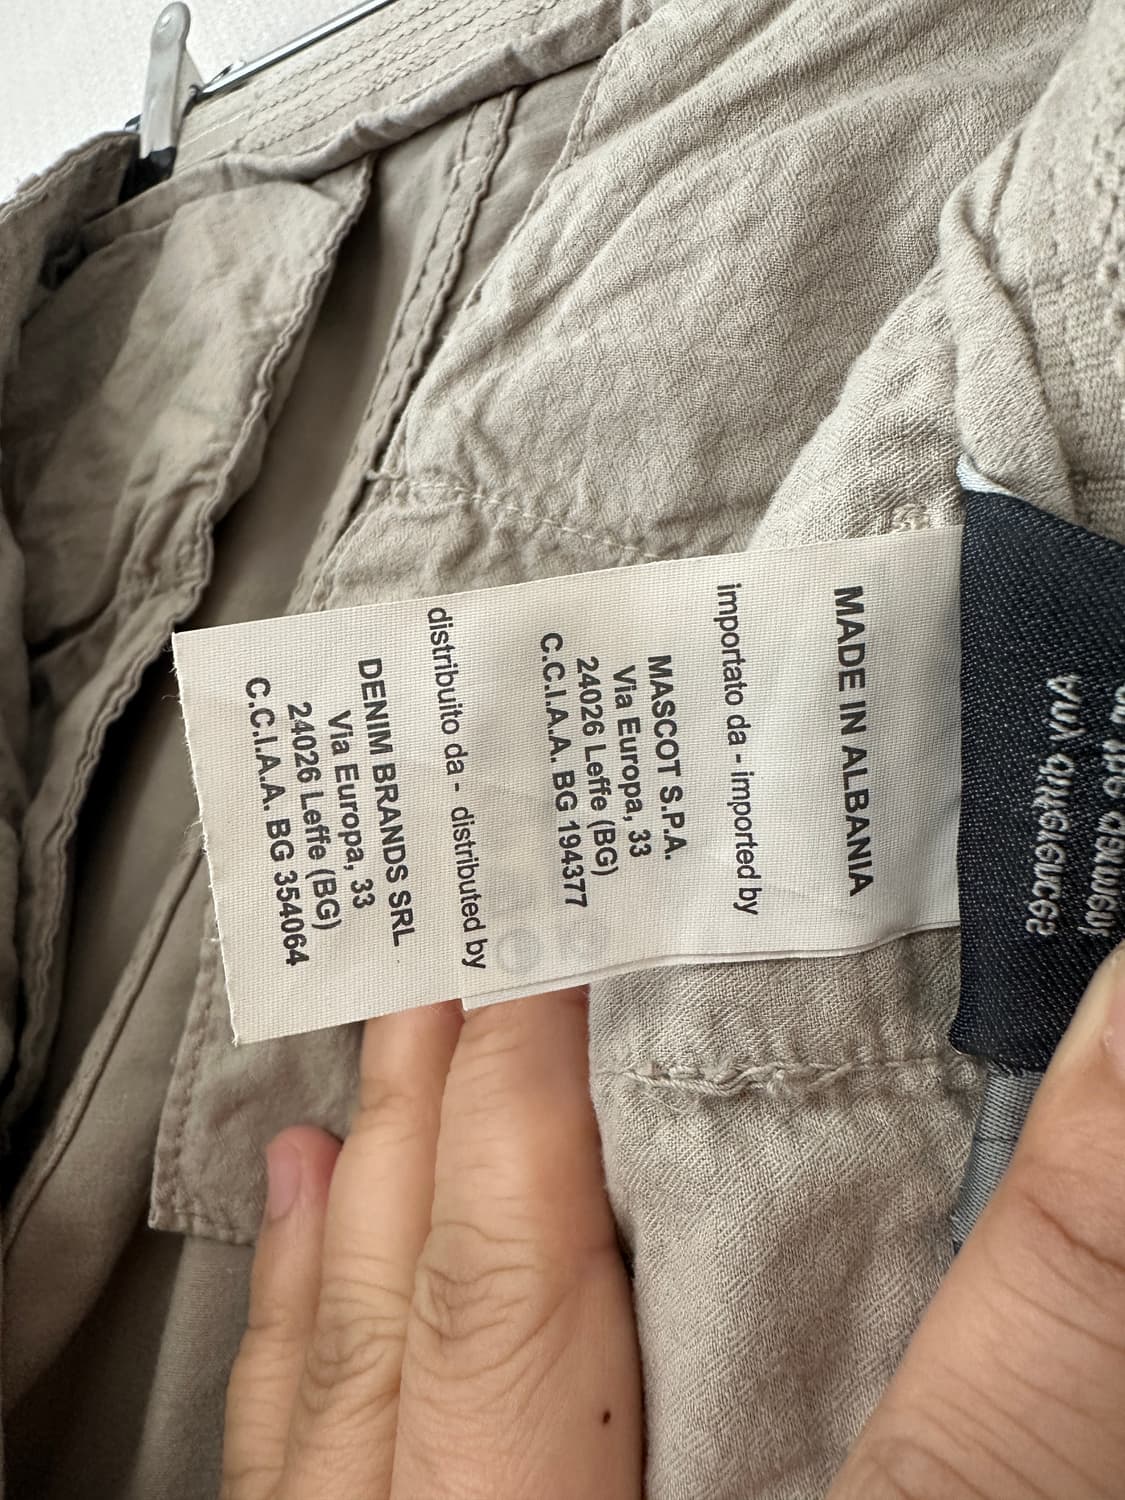 MADE IN ALBANIA
importato da - imported by
MASCOT S.P.A.
Via Europa, 33
24026 Leffe (BG)
C.C.I.A.A. BG 194377
distribuito da - distributed by
DENIM BRANDS SRL
Via Europa, 33
24026 Leffe (BG)
C.C.I.A.A. BG 354064